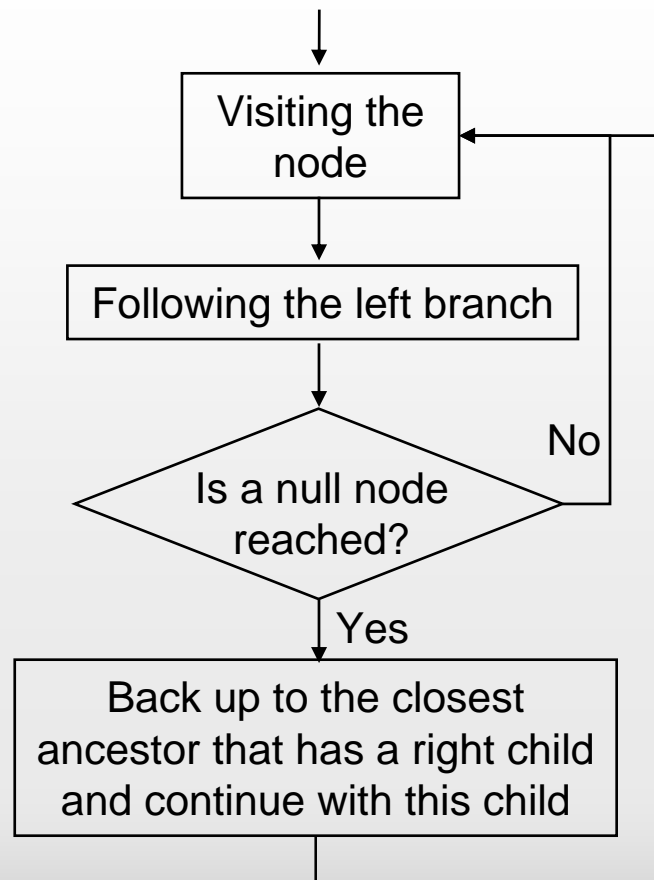 Visiting the
node
Following the left branch
Is a null node
reached?
No
Yes
Back up to the closest
ancestor that has a right child
and continue with this child